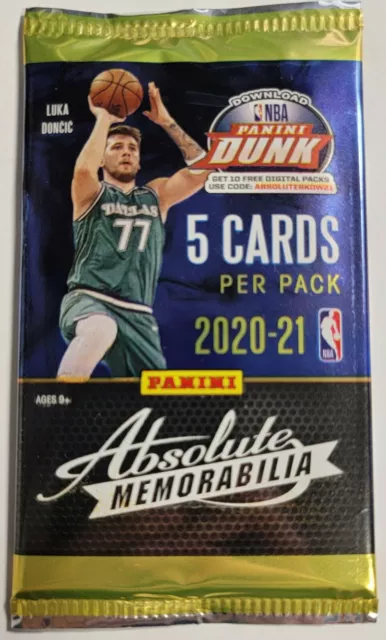 DOWNLOAD
NBA
PANINI
DUNK
GET 10 FREE DIGITAL PACKS
USE CODE: ABSOLUTERKDW21
LUKA
DONČIĆ
DALLAS
77
5 CARDS
PER PACK
2020-21
NBA
PANINI
AGES 9+
Absolute
MEMORABILIA